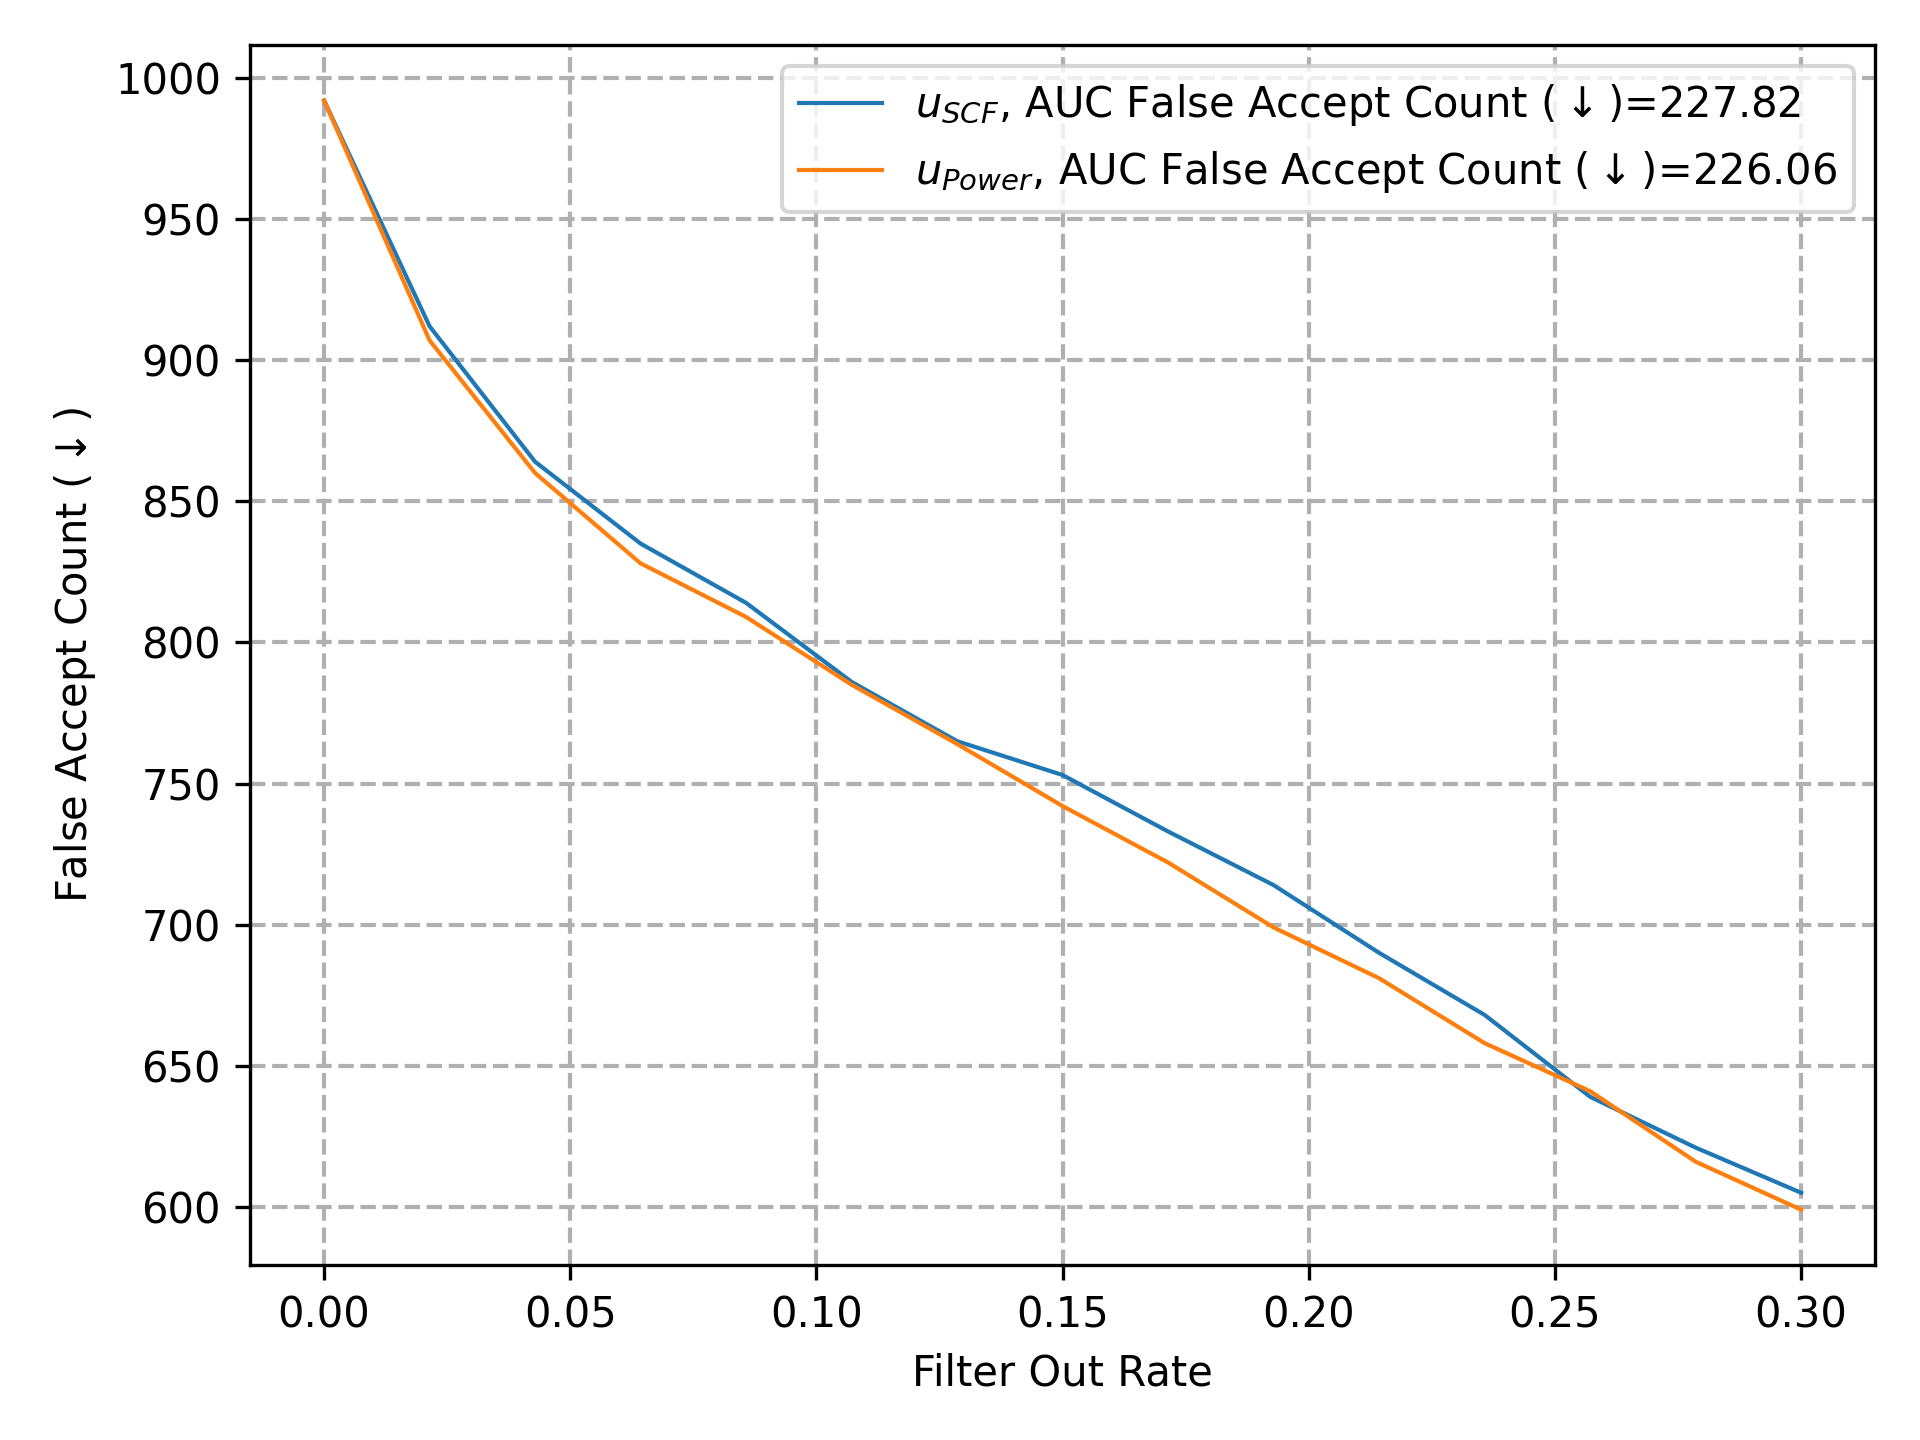 1000
950
900
850
800
750
700
650
600
False Accept Count (↓)
u_SCF, AUC False Accept Count (↓)=227.82
u_Power, AUC False Accept Count (↓)=226.06
0.00 0.05 0.10 0.15 0.20 0.25 0.30
Filter Out Rate